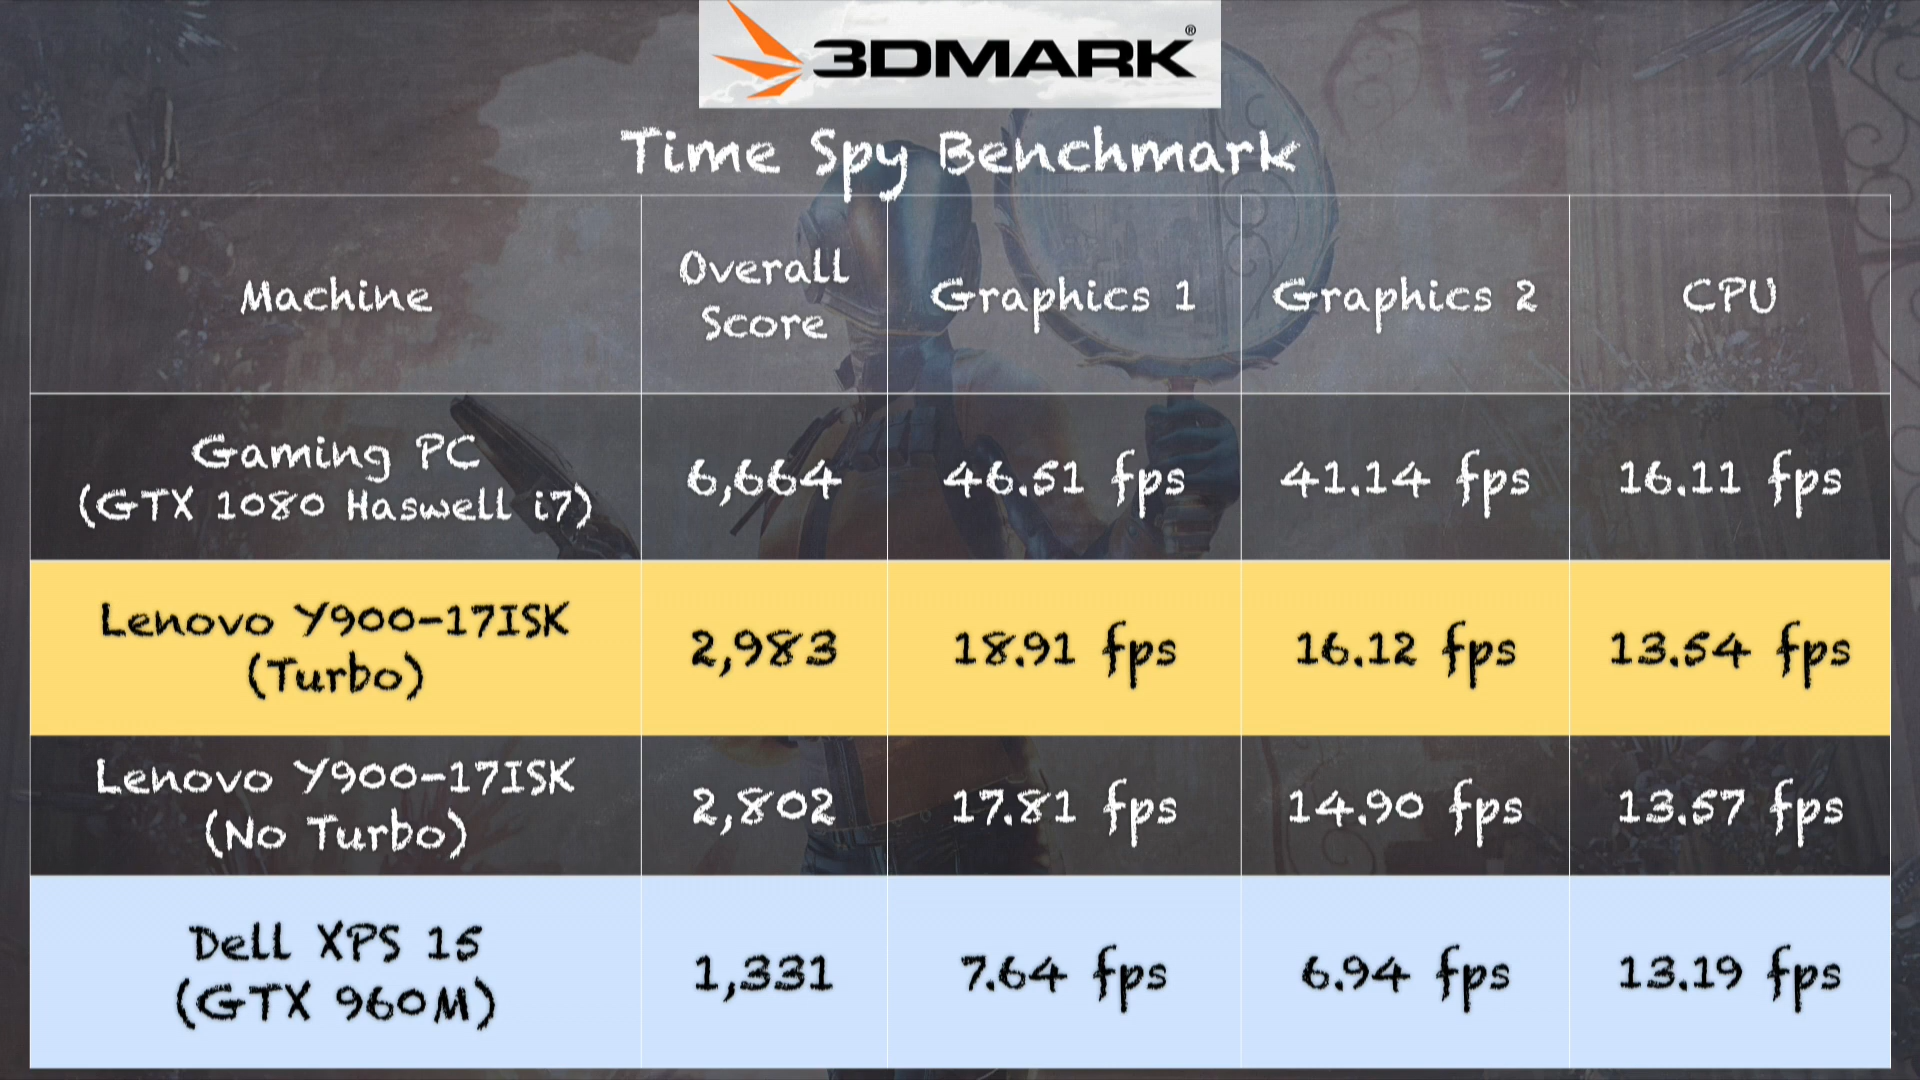 3DMARK®
Time Spy Benchmark
Machine
Overall
Score
Graphics 1
Graphics 2
CPU
Gaming PC
(GTX 1080 Haswell i7)
6,664
46.51 fps
41.14 fps
16.11 fps
Lenovo Y900-17ISK
(Turbo)
2,983
18.91 fps
16.12 fps
13.54 fps
Lenovo Y900-17ISK
(No Turbo)
2,802
17.81 fps
14.90 fps
13.57 fps
Dell XPS 15
(GTX 960M)
1,331
7.64 fps
6.94 fps
13.19 fps